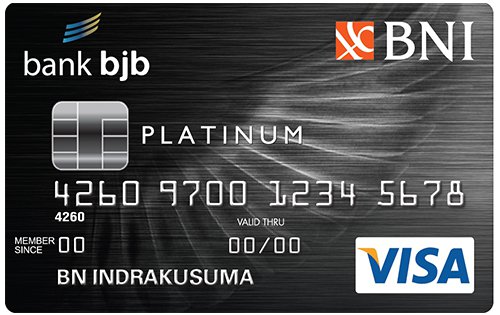 bank bjb
BNI
PLATINUM
4260 9700 1234 5678
4260
VALID THRU
MEMBER SINCE 00
00/00
BN INDRAKUSUMA
VISA